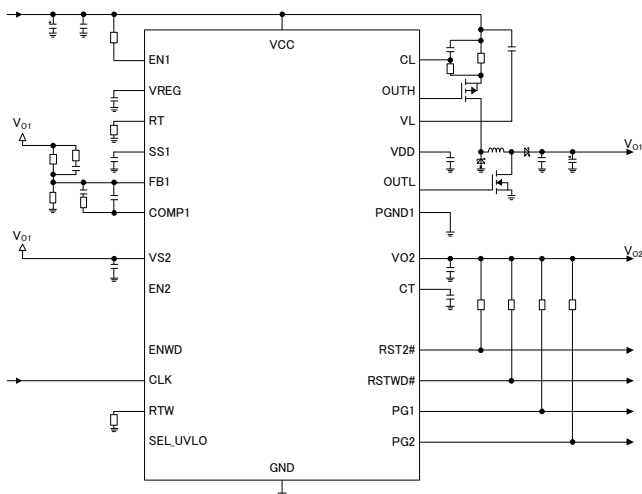 VCC
EN1
CL
VREG
OUTH
RT
VL
VO1
SS1
VDD
VO1
FB1
OUTL
COMP1
PGND1
VO1
VS2
VO2
VO2
EN2
CT
ENWD
RST2#
CLK
RSTWD#
RTW
PG1
SEL_UVLO
PG2
GND